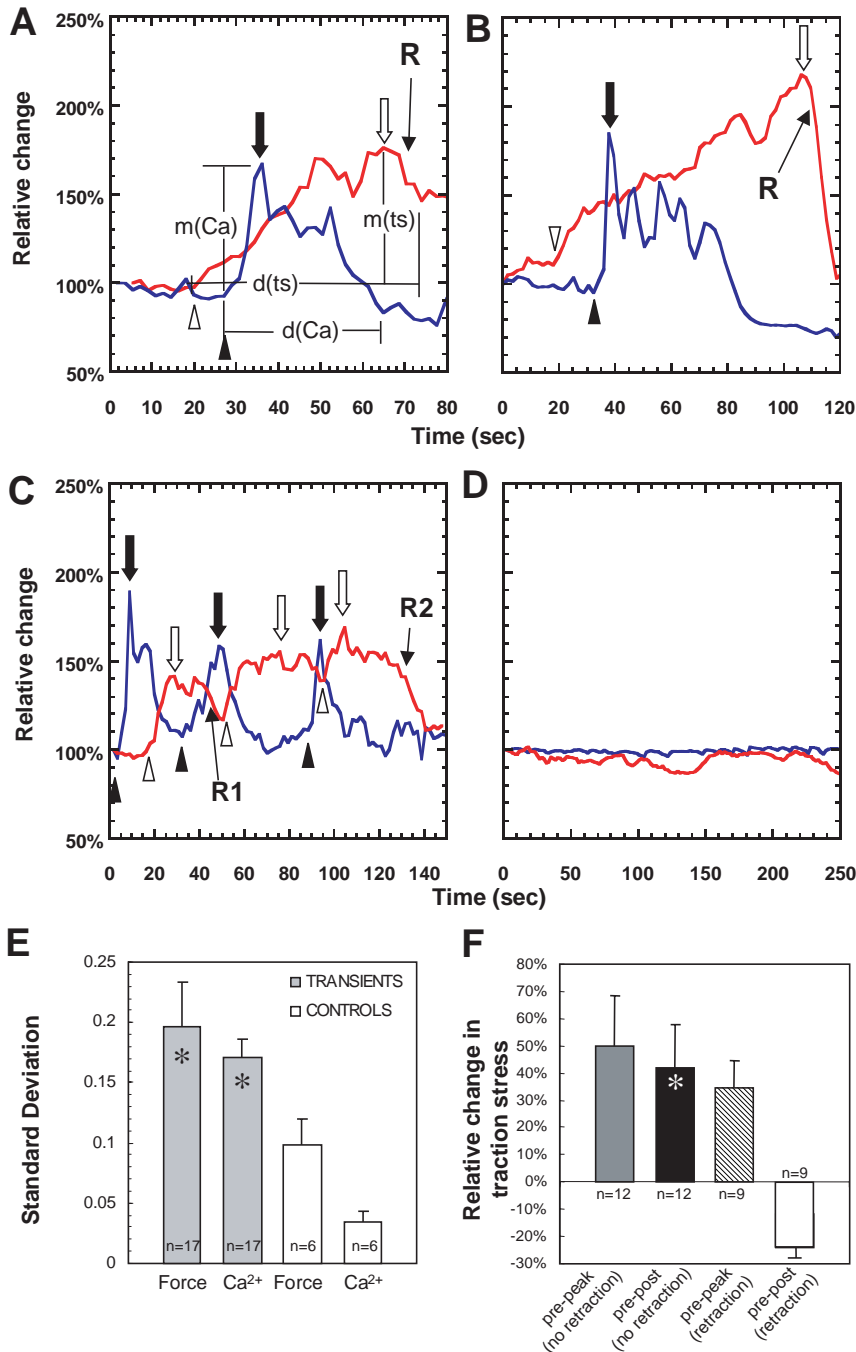 A
250%
200%
150%
100%
50%
Relative change
R
m(Ca)
m(ts)
d(ts)
d(Ca)
0 10 20 30 40 50 60 70 80
B
R
0 20 40 60 80 100 120
Time (sec)
C
250%
200%
150%
100%
50%
Relative change
R2
R1
0 20 40 60 80 100 120 140
D
0 50 100 150 200 250
Time (sec)
E
0.25
0.2
0.15
0.1
0.05
0
Standard Deviation
TRANSIENTS
CONTROLS
*
*
n=17
n=17
n=6
n=6
Force Ca²⁺ Force Ca²⁺
F
80%
70%
60%
50%
40%
30%
20%
10%
0%
-10%
-20%
-30%
Relative change in
traction stress
*
n=12
n=12
n=9
n=9
pre-peak
(no retraction)
pre-post
(no retraction)
pre-peak
(retraction)
pre-post
(retraction)